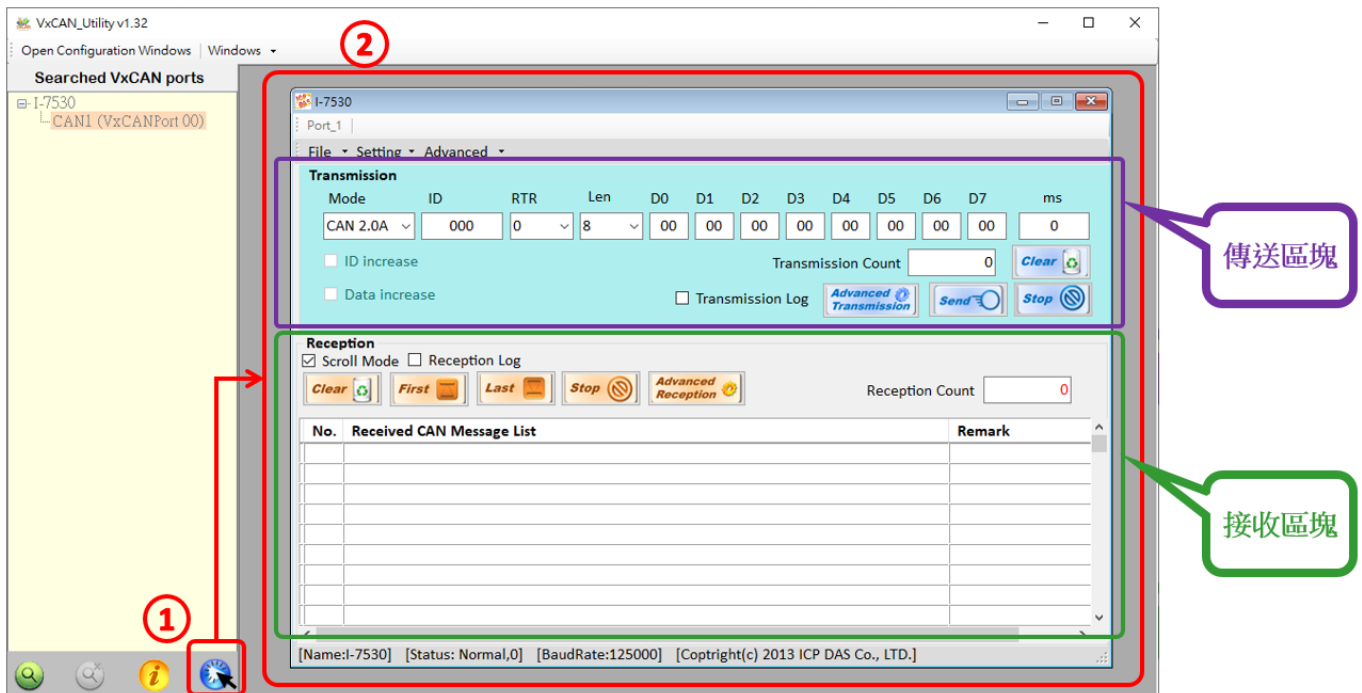 VxCAN_Utility v1.32
Open Configuration Windows | Windows
②
Searched VxCAN ports
I-7530
CAN1 (VxCANPort 00)
I-7530
Port_1
File Setting Advanced
Transmission
Mode ID RTR Len D0 D1 D2 D3 D4 D5 D6 D7 ms
CAN 2.0A 000 0 8 00 00 00 00 00 00 00 00 0
ID increase Transmission Count 0 Clear
Data increase Transmission Log Advanced Transmission Send Stop
傳送區塊
Reception
Scroll Mode Reception Log
Clear First Last Stop Advanced Reception Reception Count 0
No. Received CAN Message List Remark
接收區塊
①
[Name:I-7530] [Status: Normal,0] [BaudRate:125000] [Coptright(c) 2013 ICP DAS Co., LTD.]
i